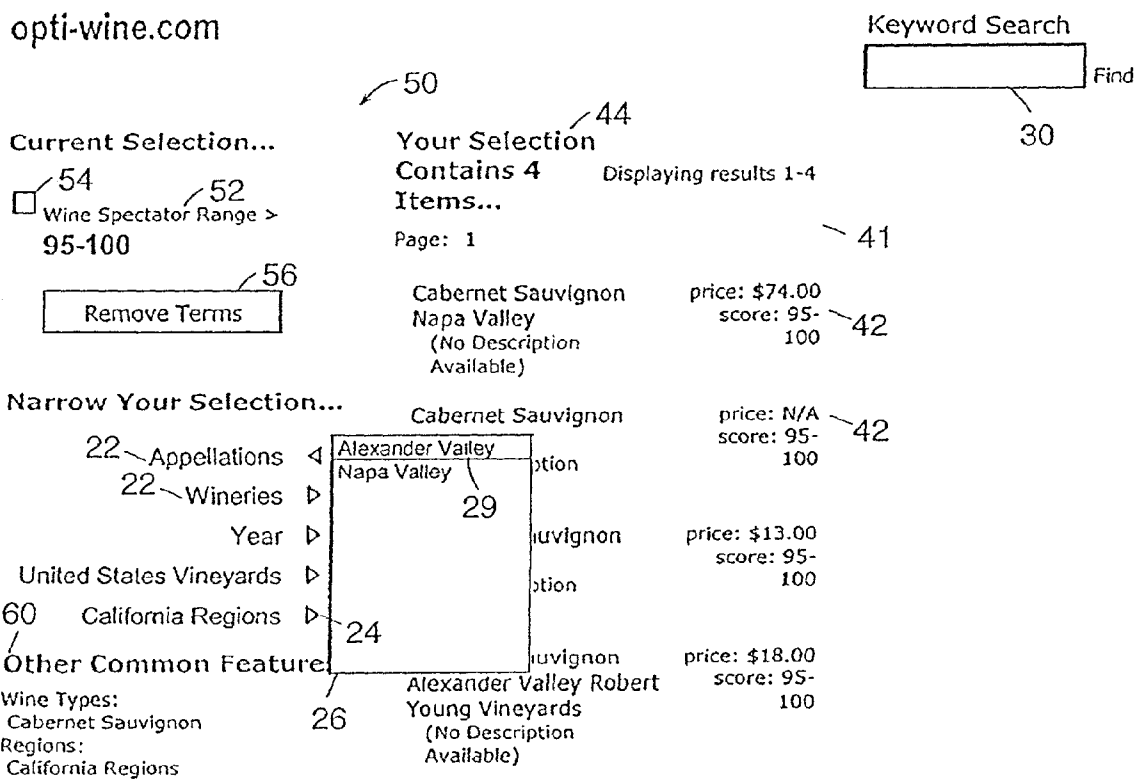 opti-wine.com
Keyword Search
Find
30
50
Current Selection...
54
52
Wine Spectator Range >
95-100
56
Remove Terms
44
Your Selection
Contains 4
Items...
Displaying results 1-4
Page: 1
41
Cabernet Sauvignon
Napa Valley
(No Description
Available)
price: $74.00
score: 95-
100
42
Cabernet Sauvignon
price: N/A
score: 95-
100
42
ption
uvignon
price: $13.00
score: 95-
100
ption
uvignon
Alexander Valley Robert
Young Vineyards
(No Description
Available)
price: $18.00
score: 95-
100
Narrow Your Selection...
22 Appellations
22 Wineries
Year
United States Vineyards
California Regions
24
Alexander Valley
Napa Valley
29
26
60
Other Common Feature
Wine Types:
Cabernet Sauvignon
Regions:
California Regions